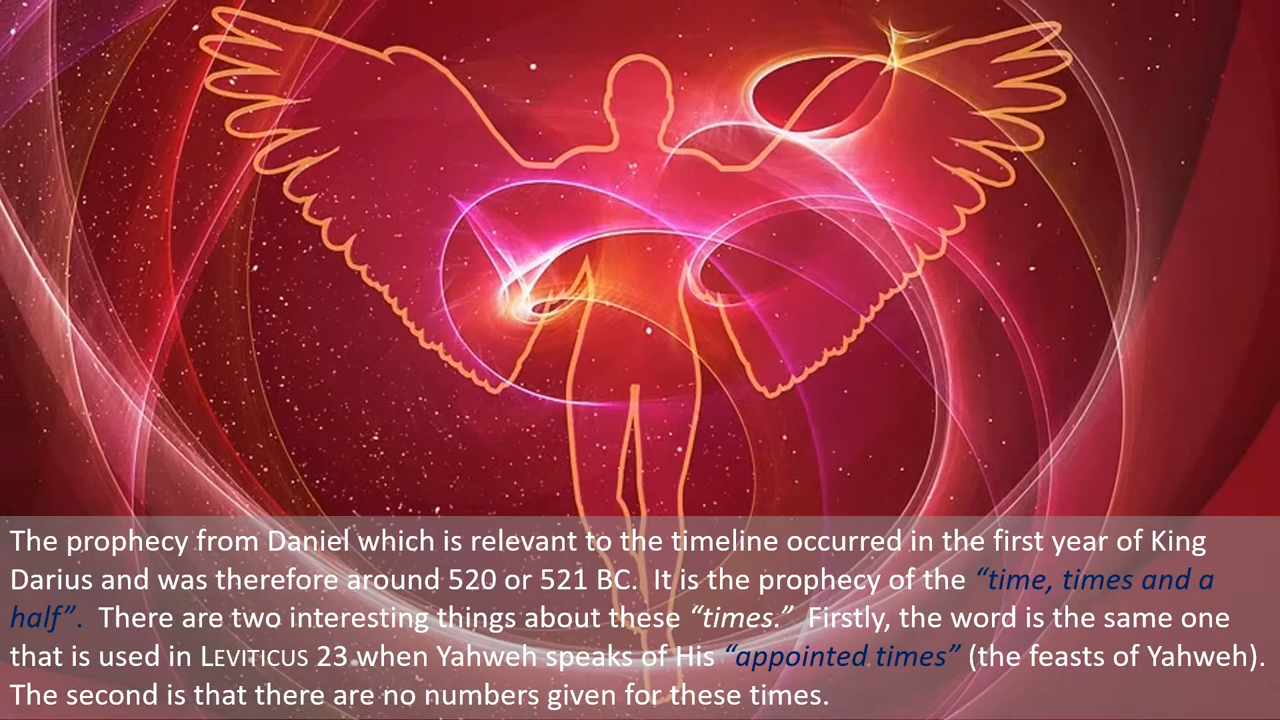 The prophecy from Daniel which is relevant to the timeline occurred in the first year of King
Darius and was therefore around 520 or 521 BC.  It is the prophecy of the “time, times and a
half”.  There are two interesting things about these “times.”  Firstly, the word is the same one
that is used in LEVITICUS 23 when Yahweh speaks of His “appointed times” (the feasts of Yahweh).
The second is that there are no numbers given for these times.